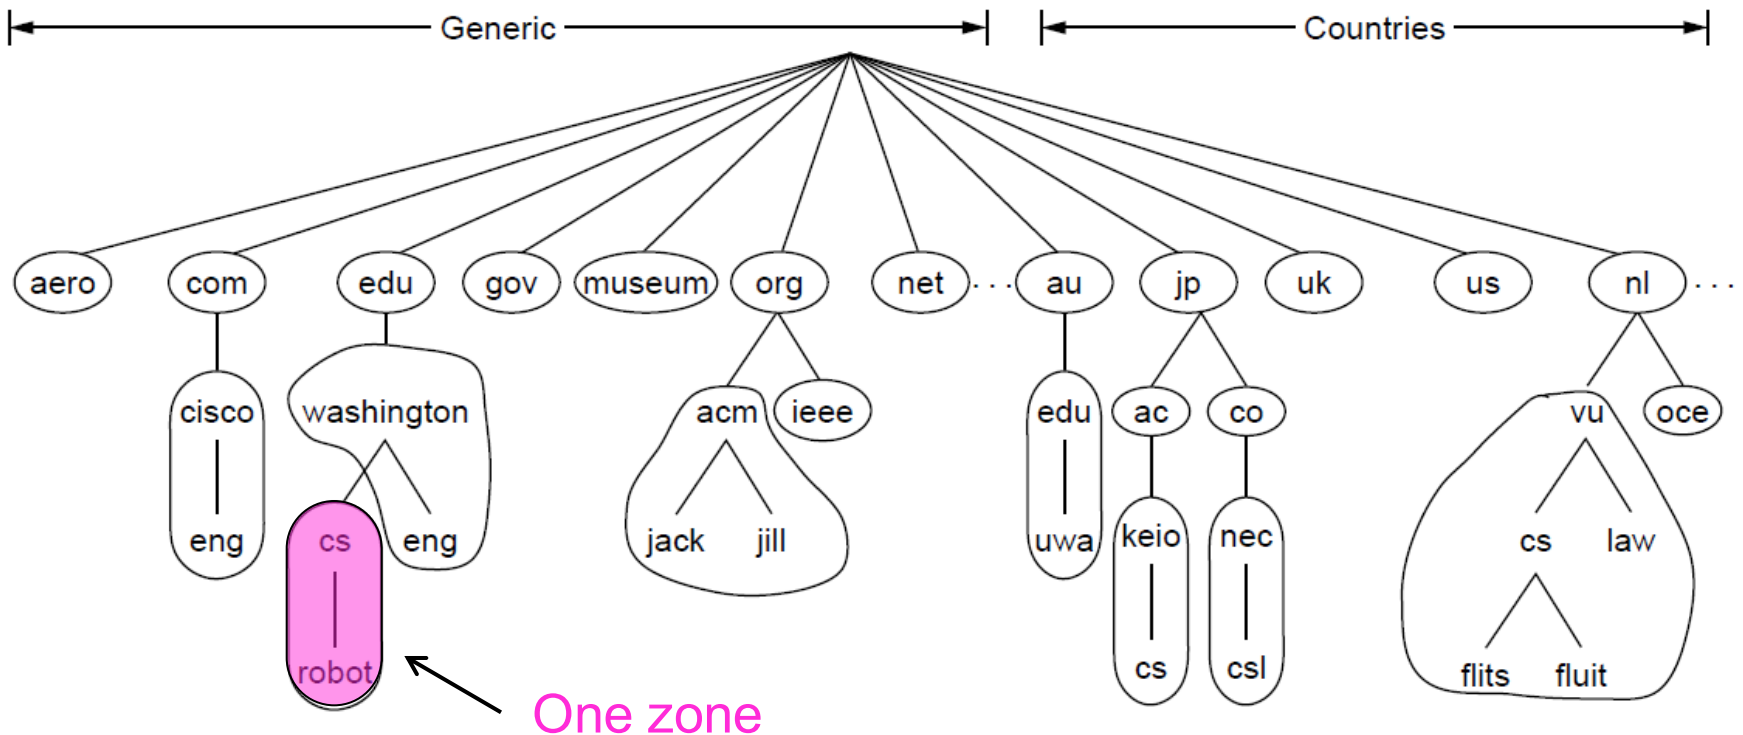 Generic Countries
aero com edu gov museum org net ... au jp uk us nl ...
cisco washington acm ieee edu ac co vu oce
eng cs eng jack jill uwa keio nec cs law
robot cs csl flits fluit
One zone